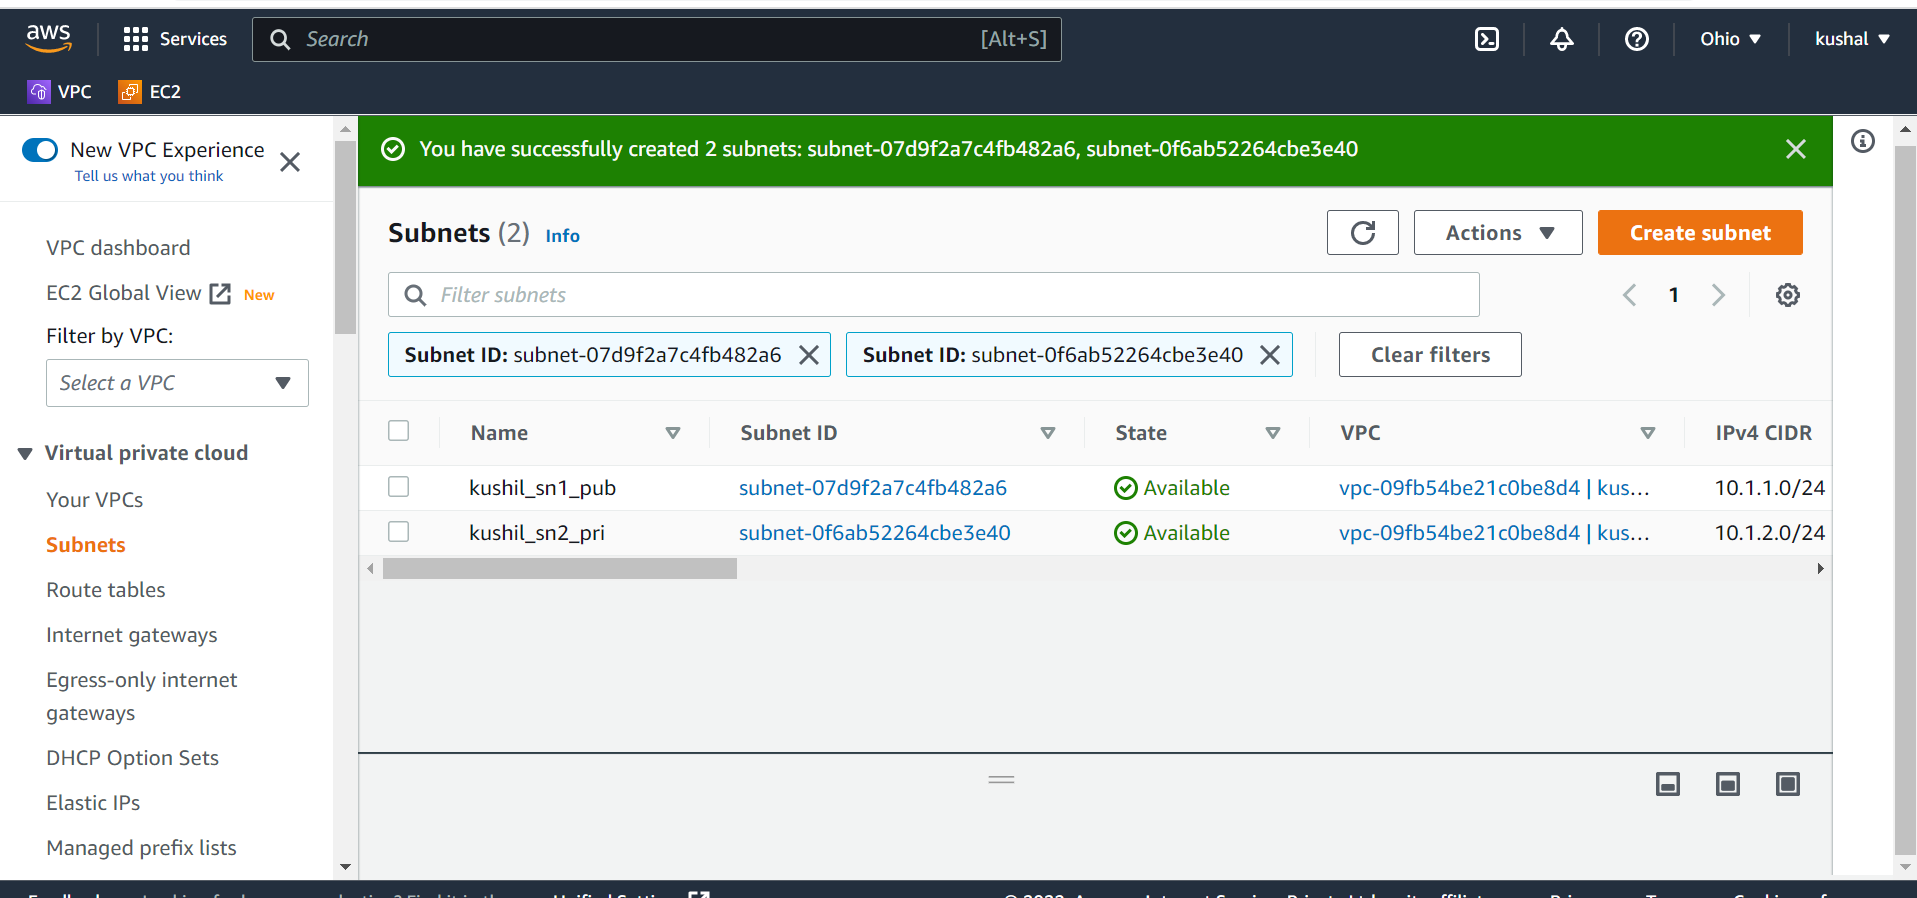 aws Services Search [Alt+S] Ohio kushal
VPC EC2
New VPC Experience
Tell us what you think
VPC dashboard
EC2 Global View New
Filter by VPC:
Select a VPC
Virtual private cloud
Your VPCs
Subnets
Route tables
Internet gateways
Egress-only internet
gateways
DHCP Option Sets
Elastic IPs
Managed prefix lists
You have successfully created 2 subnets: subnet-07d9f2a7c4fb482a6, subnet-0f6ab52264cbe3e40
Subnets (2) Info Actions Create subnet
Filter subnets 1
Subnet ID: subnet-07d9f2a7c4fb482a6 Subnet ID: subnet-0f6ab52264cbe3e40 Clear filters
Name Subnet ID State VPC IPv4 CIDR
kushil_sn1_pub subnet-07d9f2a7c4fb482a6 Available vpc-09fb54be21c0be8d4 | kus... 10.1.1.0/24
kushil_sn2_pri subnet-0f6ab52264cbe3e40 Available vpc-09fb54be21c0be8d4 | kus... 10.1.2.0/24